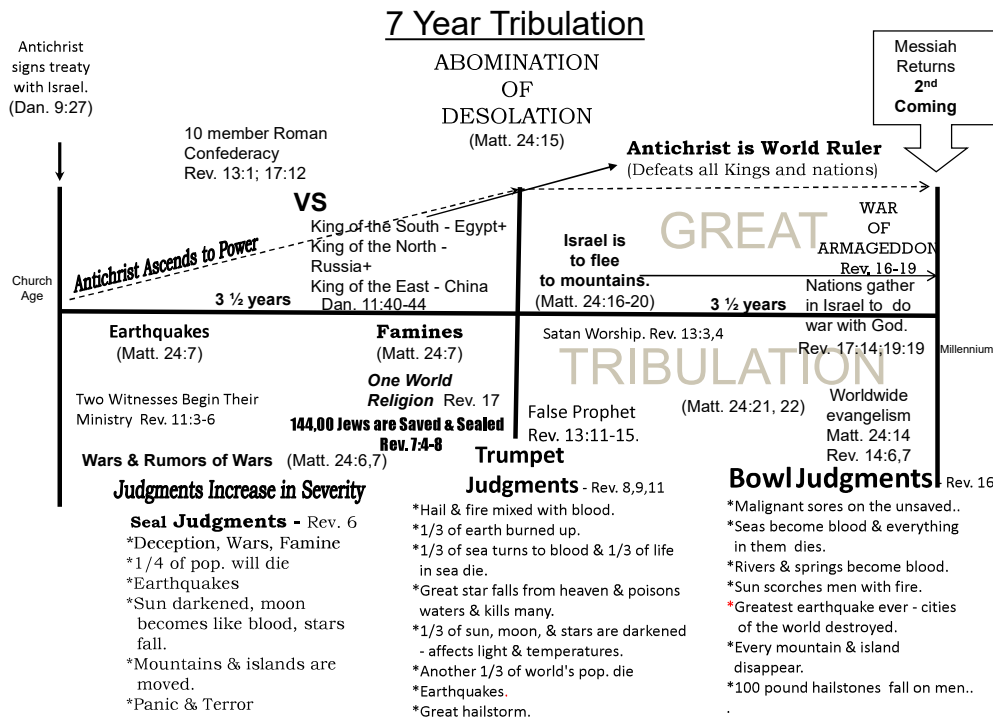 7 Year Tribulation
Antichrist
signs treaty
with Israel.
(Dan. 9:27)
ABOMINATION
OF
DESOLATION
(Matt. 24:15)
Messiah
Returns
2nd
Coming
10 member Roman
Confederacy
Rev. 13:1; 17:12
VS
King of the South - Egypt+
King of the North -
Russia+
King of the East - China
Dan. 11:40-44
Antichrist is World Ruler
(Defeats all Kings and nations)
Antichrist Ascends to Power
Church
Age
3 ½ years
Israel is
to flee
to mountains.
(Matt. 24:16-20)
GREAT
WAR
OF
ARMAGEDDON
Rev. 16-19
3 ½ years
Nations gather
in Israel to do
war with God.
Rev. 17:14;19:19
Millennium
Earthquakes
(Matt. 24:7)
Famines
(Matt. 24:7)
Satan Worship. Rev. 13:3,4
TRIBULATION
One World
Religion Rev. 17
Two Witnesses Begin Their
Ministry Rev. 11:3-6
144,00 Jews are Saved & Sealed
Rev. 7:4-8
False Prophet
Rev. 13:11-15.
(Matt. 24:21, 22)
Worldwide
evangelism
Matt. 24:14
Rev. 14:6,7
Wars & Rumors of Wars (Matt. 24:6,7)
Judgments Increase in Severity
Seal Judgments - Rev. 6
*Deception, Wars, Famine
*1/4 of pop. will die
*Earthquakes
*Sun darkened, moon
becomes like blood, stars
fall.
*Mountains & islands are
moved.
*Panic & Terror
Trumpet
Judgments - Rev. 8,9,11
*Hail & fire mixed with blood.
*1/3 of earth burned up.
*1/3 of sea turns to blood & 1/3 of life
in sea die.
*Great star falls from heaven & poisons
waters & kills many.
*1/3 of sun, moon, & stars are darkened
- affects light & temperatures.
*Another 1/3 of world's pop. die
*Earthquakes.
*Great hailstorm.
Bowl Judgments - Rev. 16
*Malignant sores on the unsaved..
*Seas become blood & everything
in them dies.
*Rivers & springs become blood.
*Sun scorches men with fire.
*Greatest earthquake ever - cities
of the world destroyed.
*Every mountain & island
disappear.
*100 pound hailstones fall on men..
.